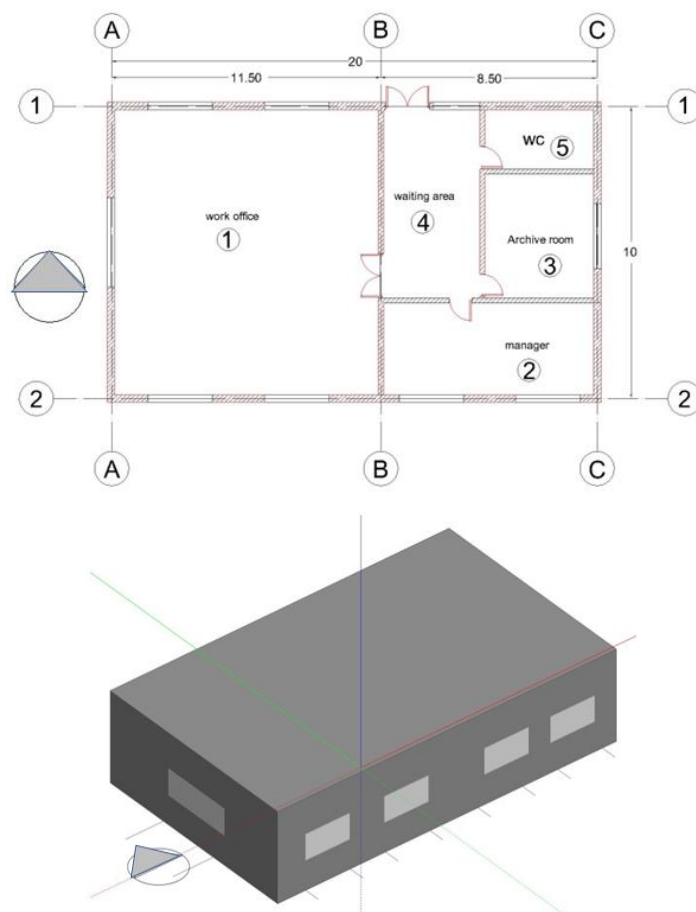 A B C
20
11.50 8.50
1 1
WC 5
waiting area
4
work office
1
Archive room
3
10
manager
2
2 2
A B C